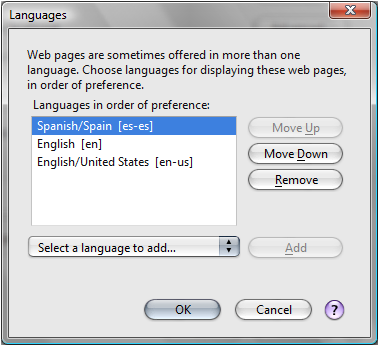 Languages
Web pages are sometimes offered in more than one
language. Choose languages for displaying these web pages,
in order of preference.
Languages in order of preference:
Spanish/Spain [es-es]
English [en]
English/United States [en-us]
Move Up
Move Down
Remove
Select a language to add...
Add
OK
Cancel
?